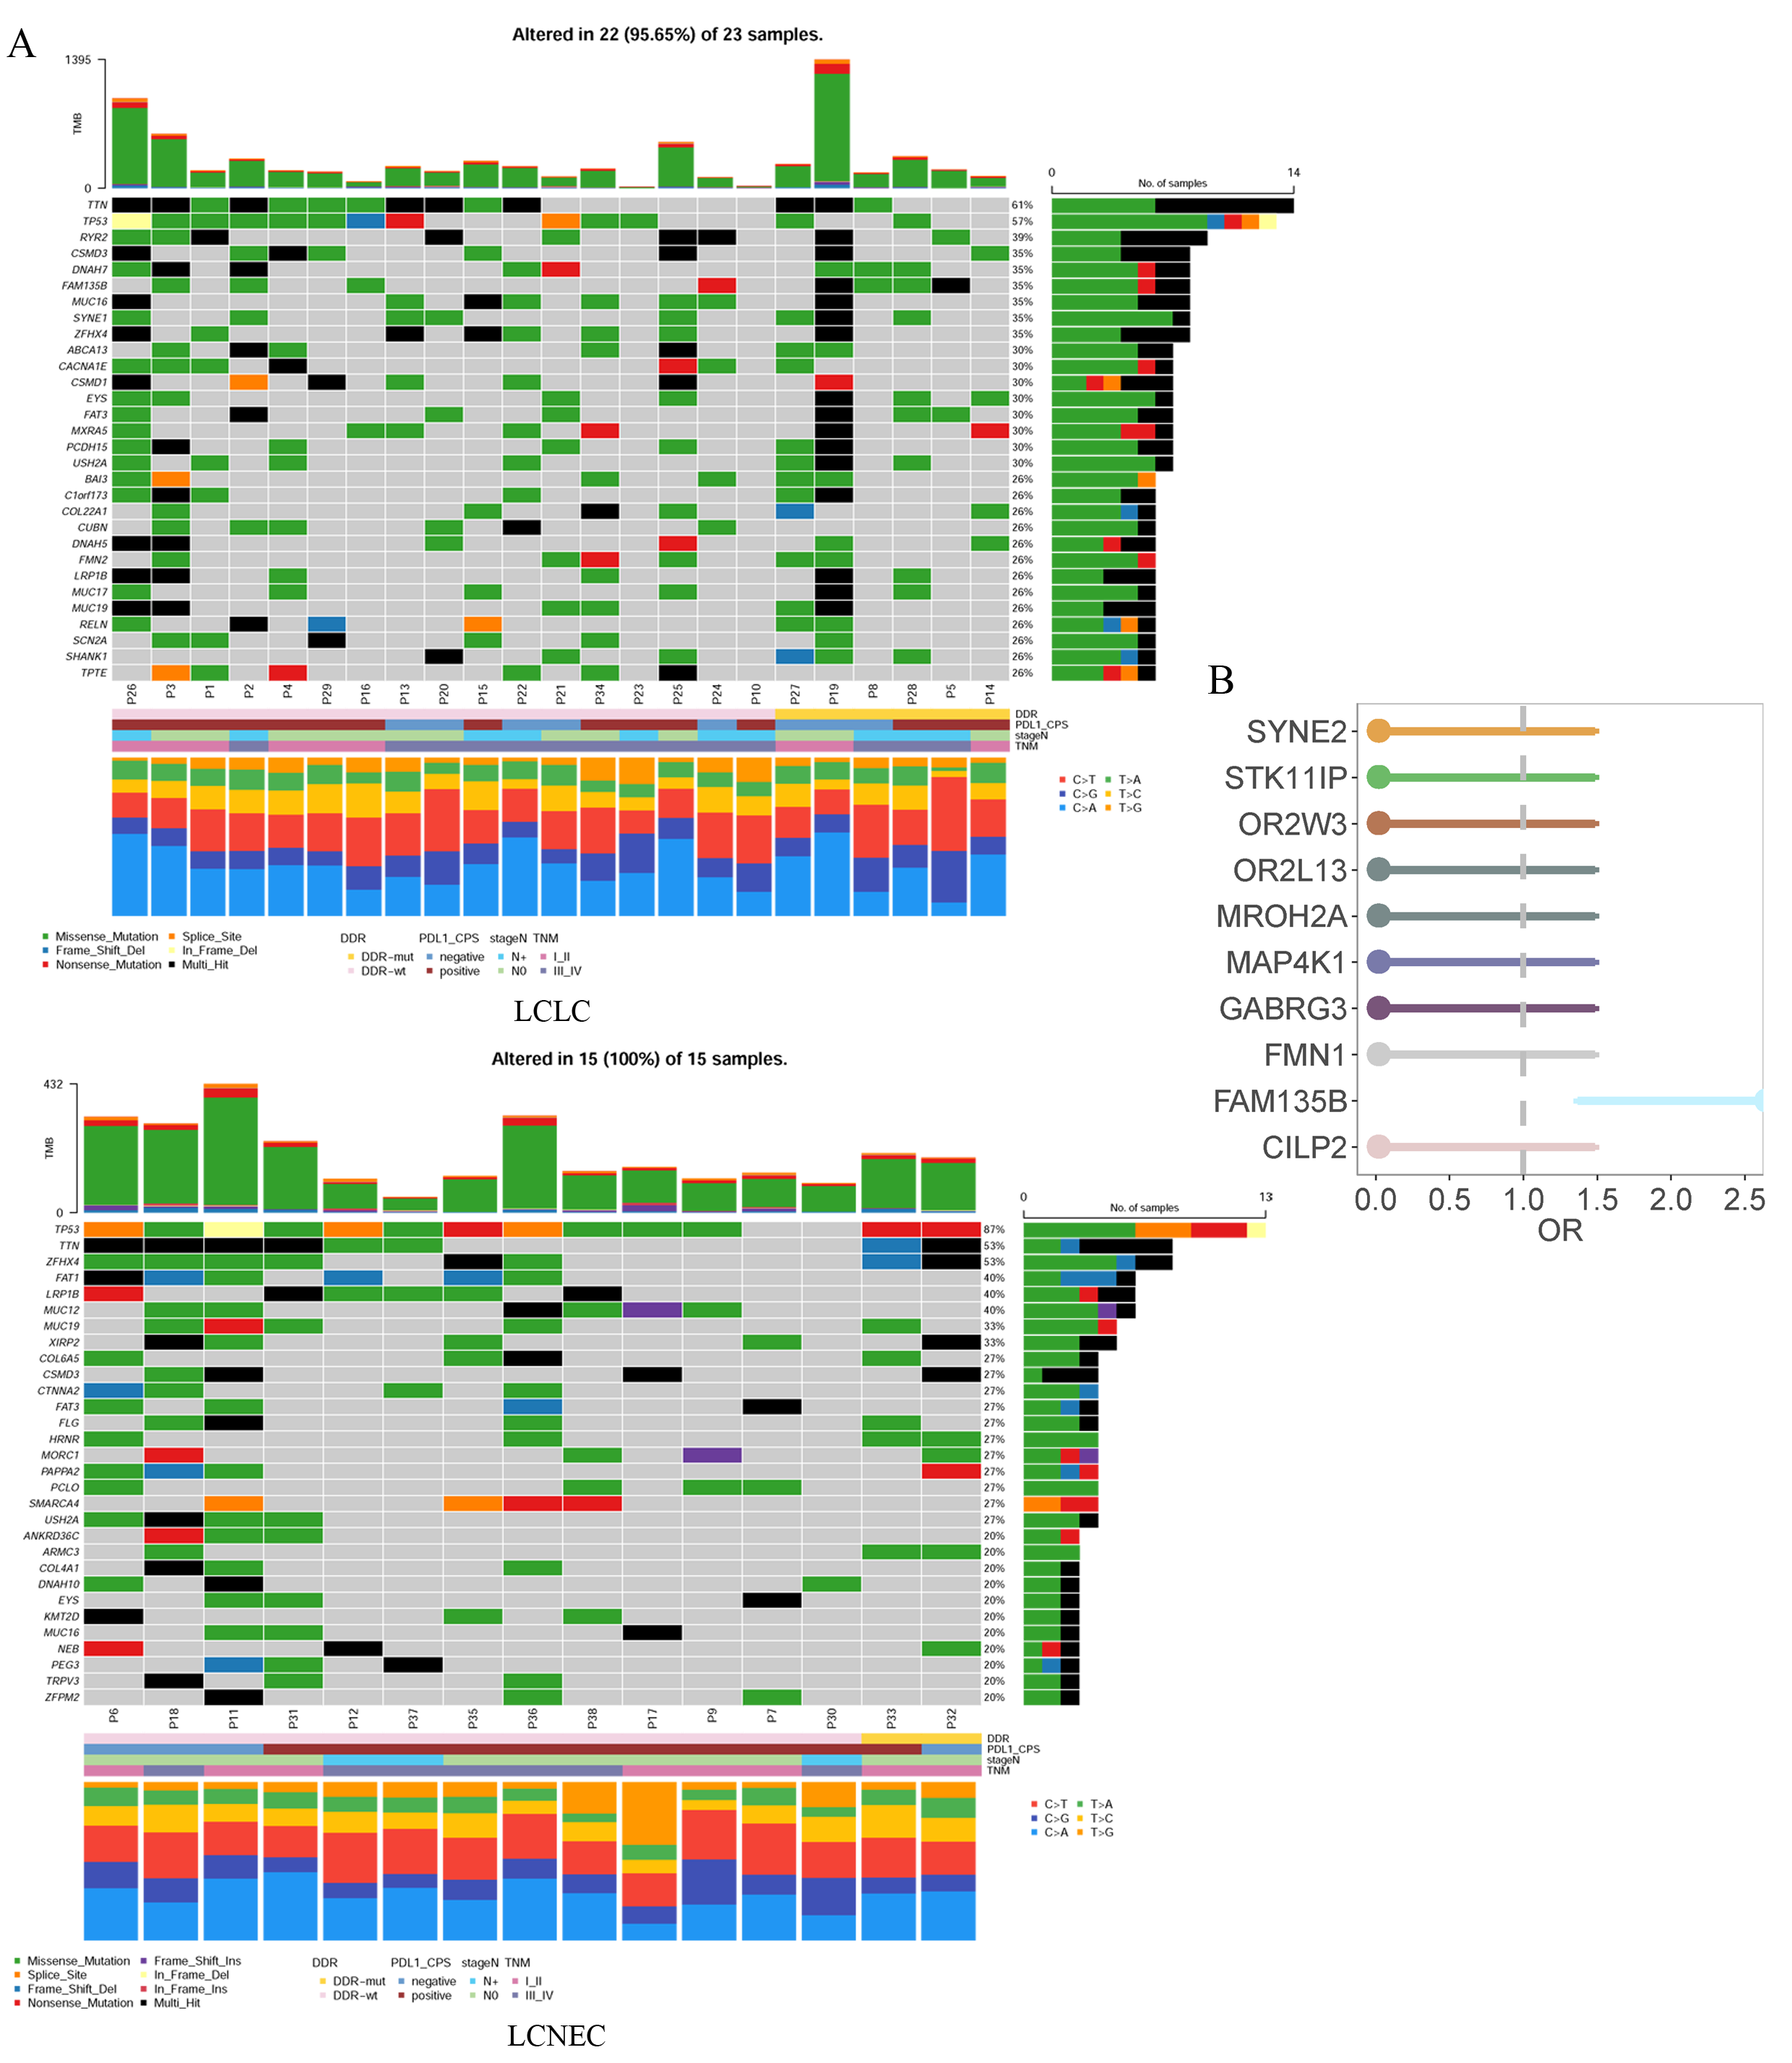 A
Altered in 22 (95.65%) of 23 samples.
1395
TMB
0
0 14
No. of samples
TTN 61%
TP53 57%
RYR2 39%
CSMD3 35%
DNAH7 35%
FAM135B 35%
MUC16 35%
SYNE1 35%
ZFHX4 35%
ABCA13 30%
CACNA1E 30%
CSMD1 30%
EYS 30%
FAT3 30%
MXRA5 30%
PCDH15 30%
USH2A 30%
BAI3 26%
C1orf173 26%
COL22A1 26%
CUBN 26%
DNAH5 26%
FMN2 26%
LRP1B 26%
MUC17 26%
MUC19 26%
RELN 26%
SCN2A 26%
SHANK1 26%
TPTE 26%
P26 P3 P1 P2 P4 P29 P16 P13 P20 P15 P22 P21 P34 P23 P25 P24 P10 P27 P19 P8 P28 P5 P14
DDR
PDL1_CPS
stageN
TNM
C>T T>A
C>G T>C
C>A T>G
Missense_Mutation Splice_Site
Frame_Shift_Del In_Frame_Del
Nonsense_Mutation Multi_Hit
DDR PDL1_CPS stageN TNM
DDR-mut negative N+ I_II
DDR-wt positive N0 III_IV
LCLC
B
SYNE2
STK11IP
OR2W3
OR2L13
MROH2A
MAP4K1
GABRG3
FMN1
FAM135B
CILP2
0.0 0.5 1.0 1.5 2.0 2.5
OR
Altered in 15 (100%) of 15 samples.
432
TMB
0
0 13
No. of samples
TP53 87%
TTN 53%
ZFHX4 53%
FAT1 40%
LRP1B 40%
MUC12 40%
MUC19 33%
XIRP2 33%
COL6A5 27%
CSMD3 27%
CTNNA2 27%
FAT3 27%
FLG 27%
HRNR 27%
MORC1 27%
PAPPA2 27%
PCLO 27%
SMARCA4 27%
USH2A 27%
ANKRD36C 20%
ARMC3 20%
COL4A1 20%
DNAH10 20%
EYS 20%
KMT2D 20%
MUC16 20%
NEB 20%
PEG3 20%
TRPV3 20%
ZFPM2 20%
P6 P18 P11 P31 P12 P37 P35 P36 P38 P17 P9 P7 P30 P33 P32
DDR
PDL1_CPS
stageN
TNM
C>T T>A
C>G T>C
C>A T>G
Missense_Mutation Frame_Shift_Ins
Splice_Site In_Frame_Del
Frame_Shift_Del In_Frame_Ins
Nonsense_Mutation Multi_Hit
DDR PDL1_CPS stageN TNM
DDR-mut negative N+ I_II
DDR-wt positive N0 III_IV
LCNEC